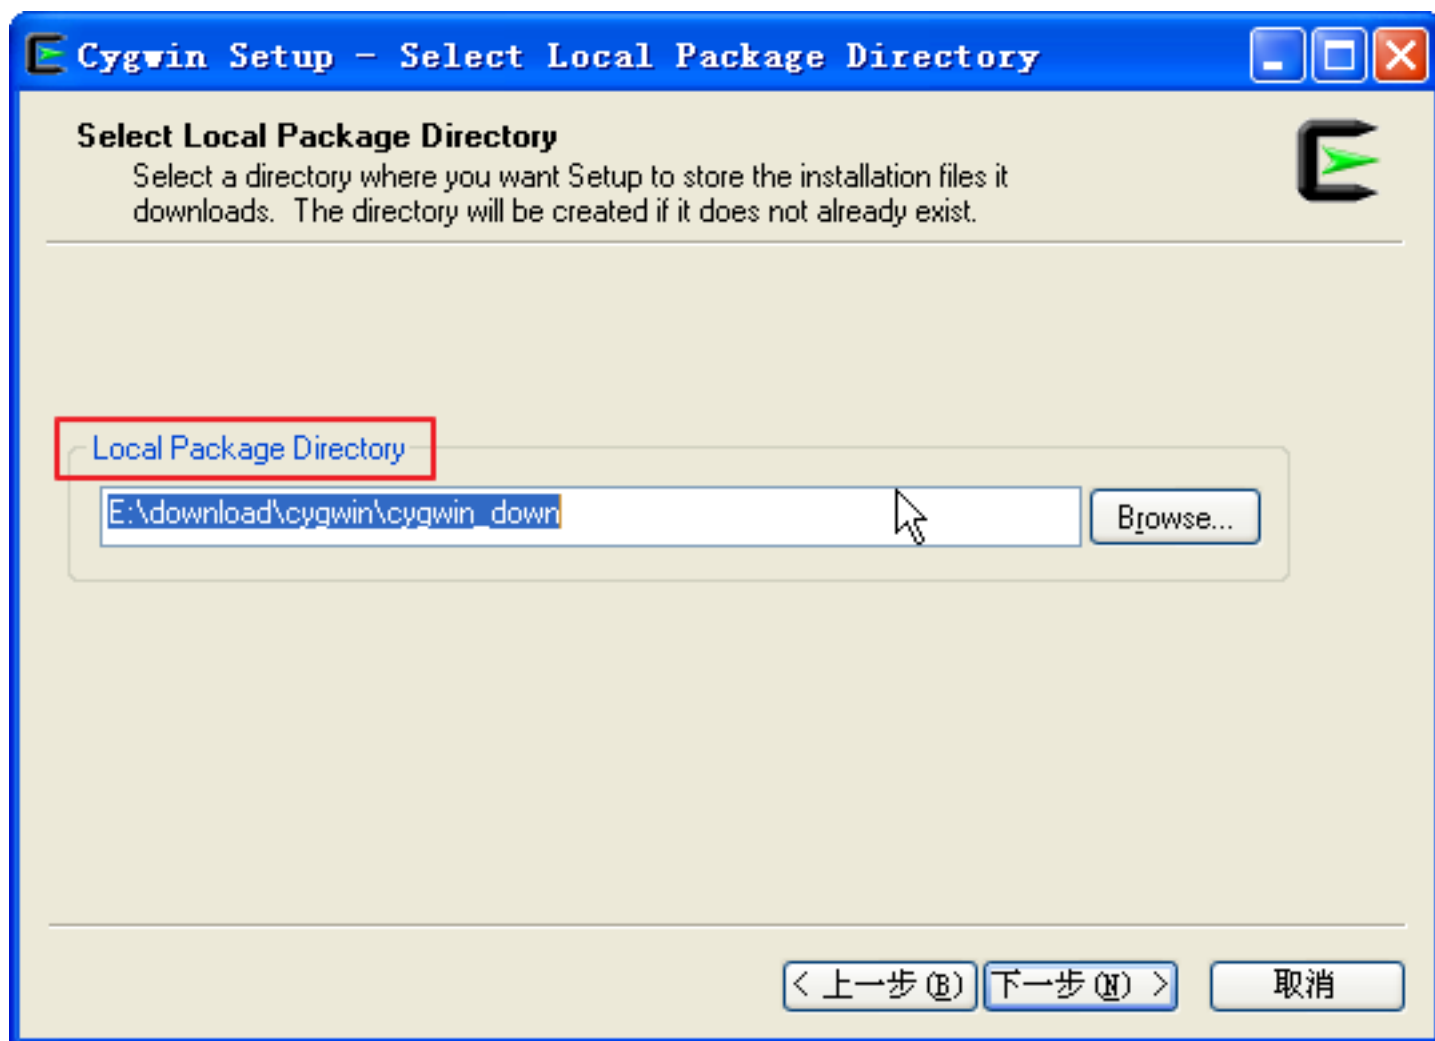 Cygwin Setup - Select Local Package Directory
Select Local Package Directory
Select a directory where you want Setup to store the installation files it
downloads. The directory will be created if it does not already exist.
Local Package Directory
E:\download\cygwin\cygwin_down
Browse...
< 上一步(B) 下一步(N) > 取消